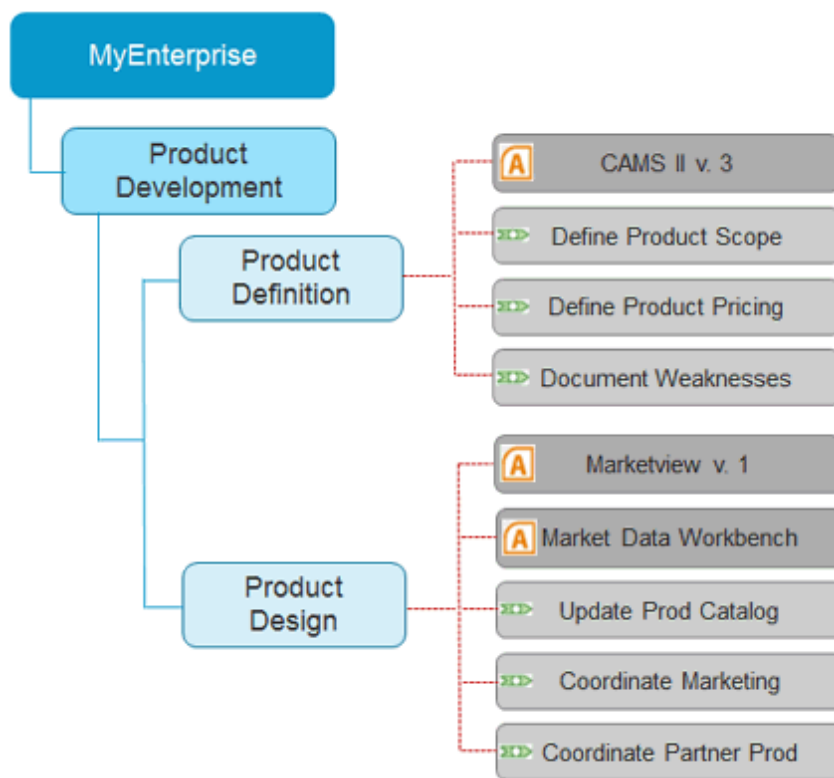 MyEnterprise
Product
Development
Product
Definition
A CAMS II v. 3
Define Product Scope
Define Product Pricing
Document Weaknesses
Product
Design
A Marketview v. 1
A Market Data Workbench
Update Prod Catalog
Coordinate Marketing
Coordinate Partner Prod